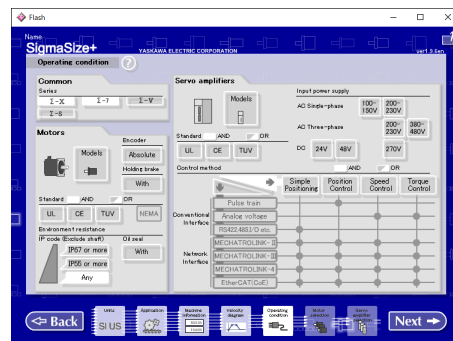 Flash
Name
SigmaSize+
YASKAWA ELECTRIC CORPORATION
ver1.9.6en
Operating condition
?
Common
Series
Σ-X
Σ-7
Σ-V
Σ-S
Motors
Models
Encoder
Absolute
Holding brake
With
Standard AND OR
UL CE TUV NEMA
Environment resistance
IP code (Exclude shaft)
Oil seal
IP67 or more
With
IP55 or more
Any
Servo amplifiers
Models
Input power supply
AC Single-phase
100-150V
200-230V
AC Three-phase
200-230V
380-480V
DC 24V 48V 270V
Standard AND OR
UL CE TUV
Control method
AND OR
Simple Positioning
Position Control
Speed Control
Torque Control
Conventional Interface
Pulse train
Analog voltage
RS422,485,I/O etc.
Network Interface
MECHATROLINK-Ⅱ
MECHATROLINK-Ⅲ
MECHATROLINK-4
EtherCAT(CoE)
Back
Units
SI US
Application
Machine Information
Velocity diagram
Operating condition
Motor selection
Servo amplifier
Next